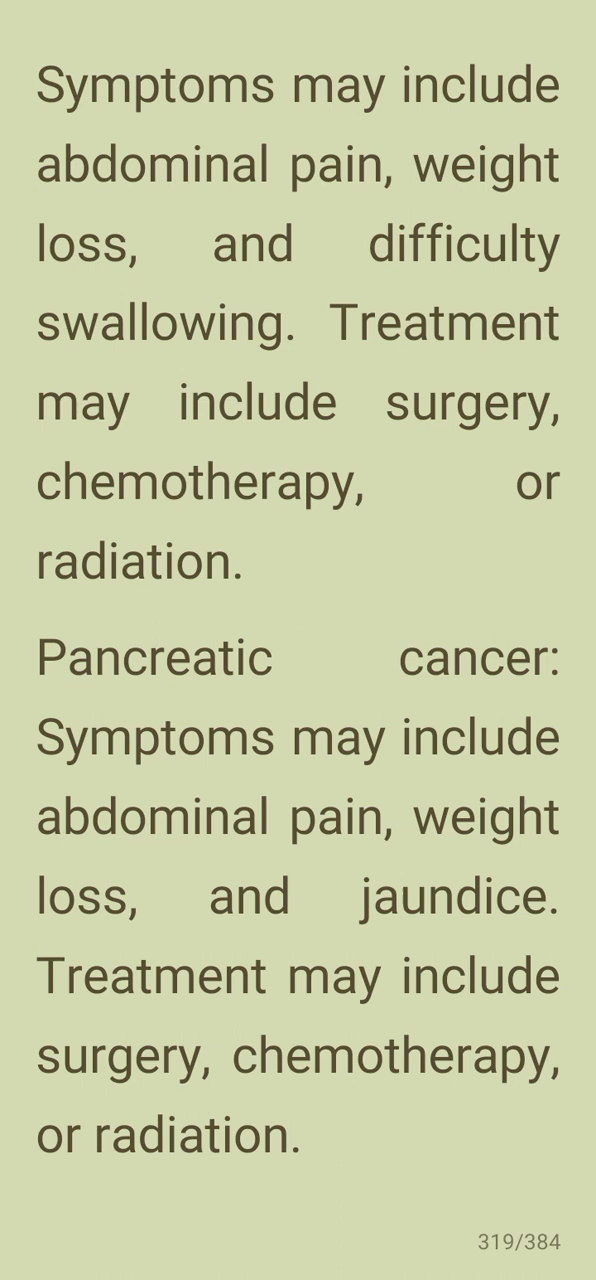 Symptoms may include
abdominal pain, weight
loss, and difficulty
swallowing. Treatment
may include surgery,
chemotherapy, or
radiation.
Pancreatic cancer:
Symptoms may include
abdominal pain, weight
loss, and jaundice.
Treatment may include
surgery, chemotherapy,
or radiation.
319/384